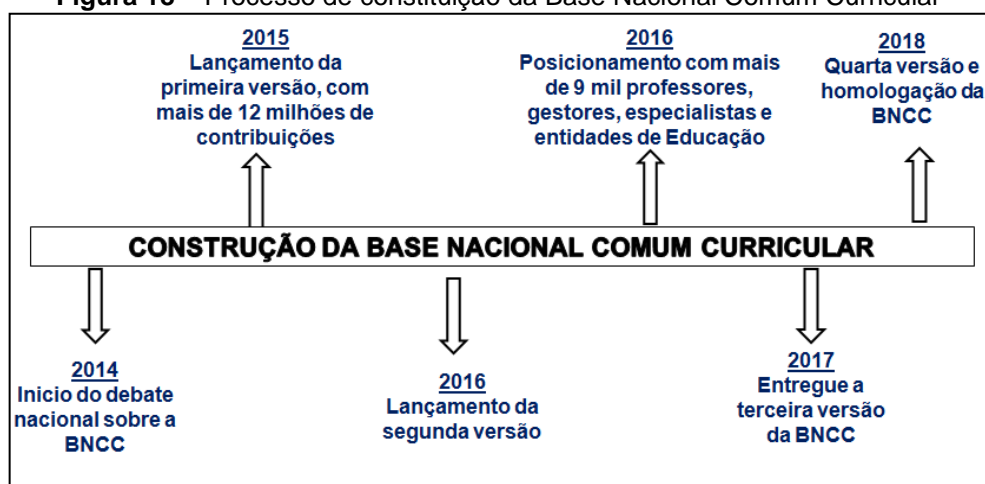 Figura 18 – Processo de constituição da Base Nacional Comum Curricular
2015
Lançamento da
primeira versão, com
mais de 12 milhões de
contribuições
2016
Posicionamento com mais
de 9 mil professores,
gestores, especialistas e
entidades de Educação
2018
Quarta versão e
homologação da
BNCC
CONSTRUÇÃO DA BASE NACIONAL COMUM CURRICULAR
2014
Inicio do debate
nacional sobre a
BNCC
2016
Lançamento da
segunda versão
2017
Entregue a
terceira versão
da BNCC